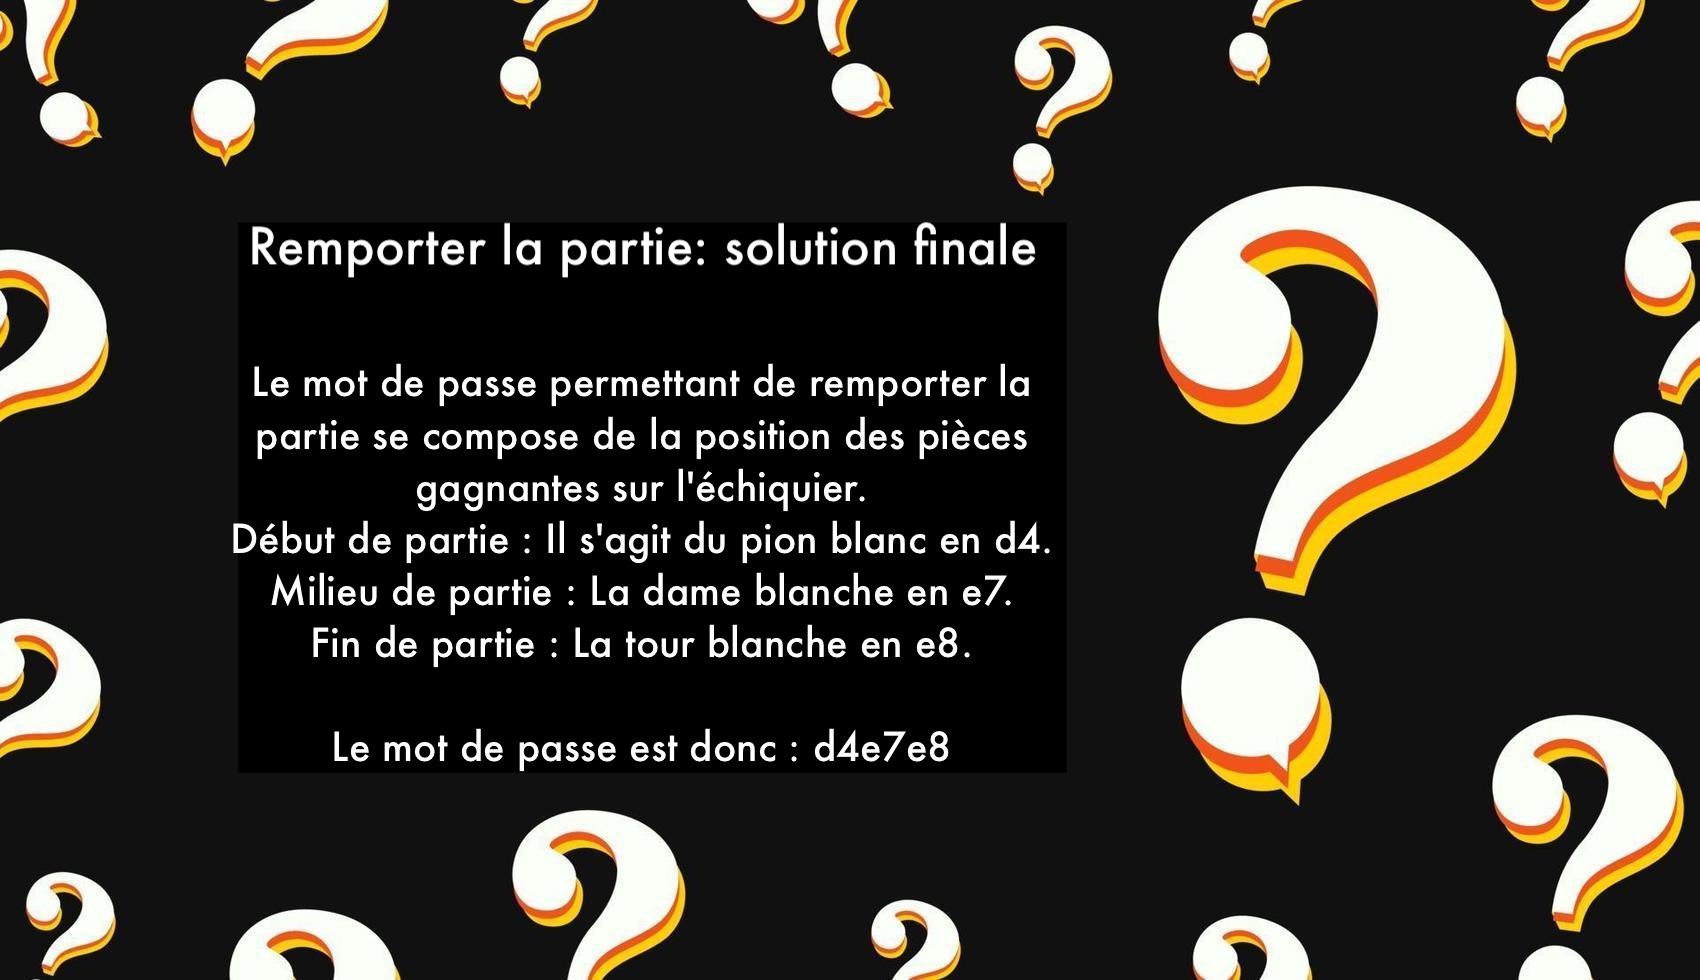 Remporter la partie: solution finale
Le mot de passe permettant de remporter la
partie se compose de la position des pièces
gagnantes sur l'échiquier.
Début de partie : Il s'agit du pion blanc en d4.
Milieu de partie : La dame blanche en e7.
Fin de partie : La tour blanche en e8.
Le mot de passe est donc : d4e7e8